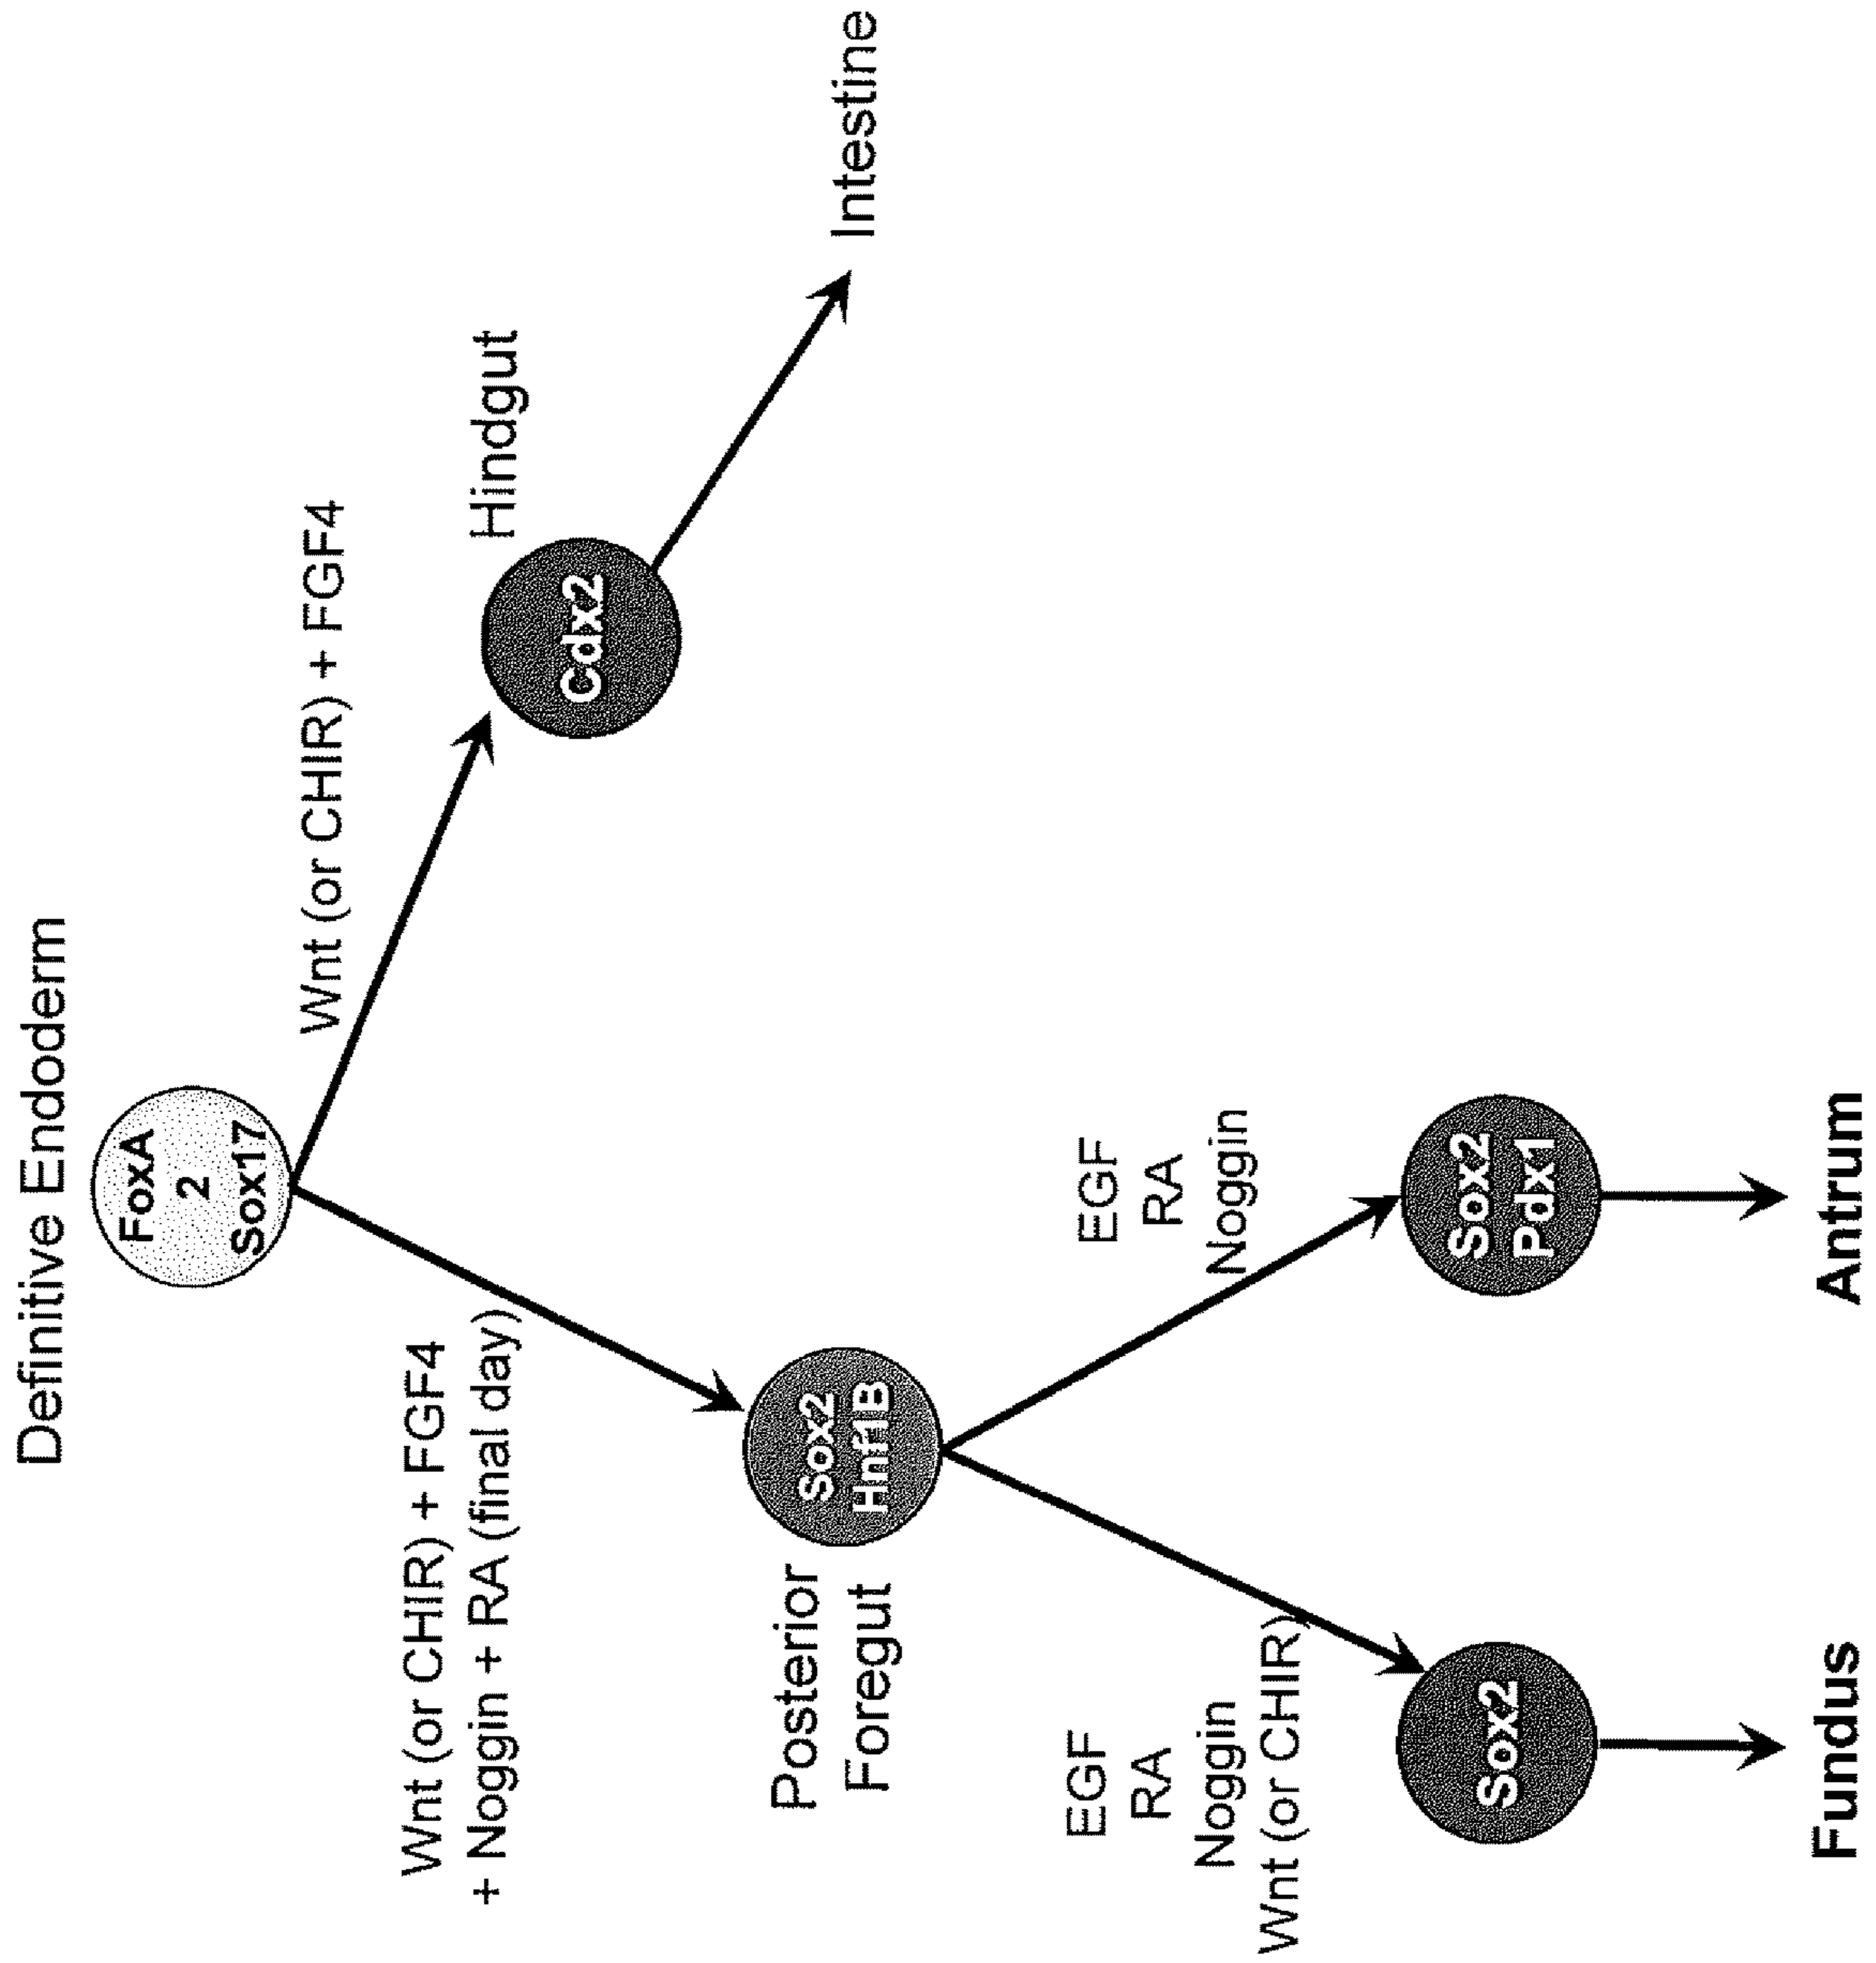 Definitive Endoderm
FoxA
2
Sox17
Wnt (or CHIR) + FGF4
+ Noggin + RA (final day)
Wnt (or CHIR) + FGF4
Hindgut
Cdx2
Intestine
Posterior
Foregut
Sox2
Hnf1B
EGF
RA
Noggin
Wnt (or CHIR)
EGF
RA
Noggin
Sox2
Sox2
Pdx1
Fundus
Antrum